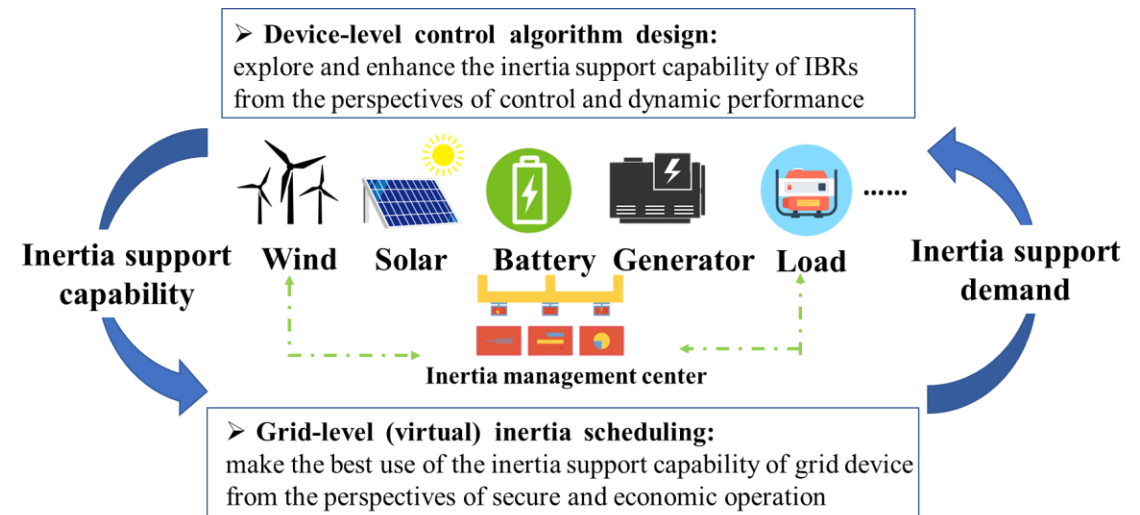 ➢ Device-level control algorithm design:
explore and enhance the inertia support capability of IBRs
from the perspectives of control and dynamic performance
Inertia support
capability
Wind Solar Battery Generator Load ......
Inertia support
demand
Inertia management center
➢ Grid-level (virtual) inertia scheduling:
make the best use of the inertia support capability of grid device
from the perspectives of secure and economic operation